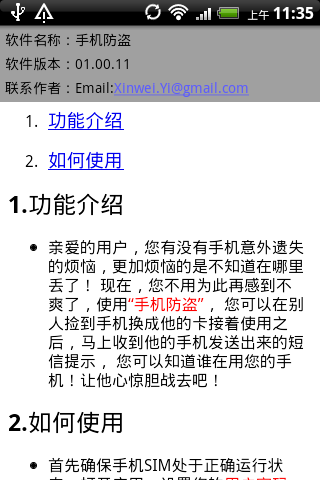 上午 11:35
软件名称：手机防盗
软件版本：01.00.11
联系作者：Email:Xinwei.Yi@gmail.com
1. 功能介绍
2. 如何使用
1.功能介绍
亲爱的用户，您有没有手机意外遗失
的烦恼，更加烦恼的是不知道在哪里
丢了！ 现在，您不用为此再感到不
爽了，使用“手机防盗”， 您可以在别
人捡到手机换成他的卡接着使用之
后，马上收到他的手机发送出来的短
信提示， 您可以知道谁在用您的手
机！让他心惊胆战去吧！
2.如何使用
首先确保手机SIM处于正确运行状